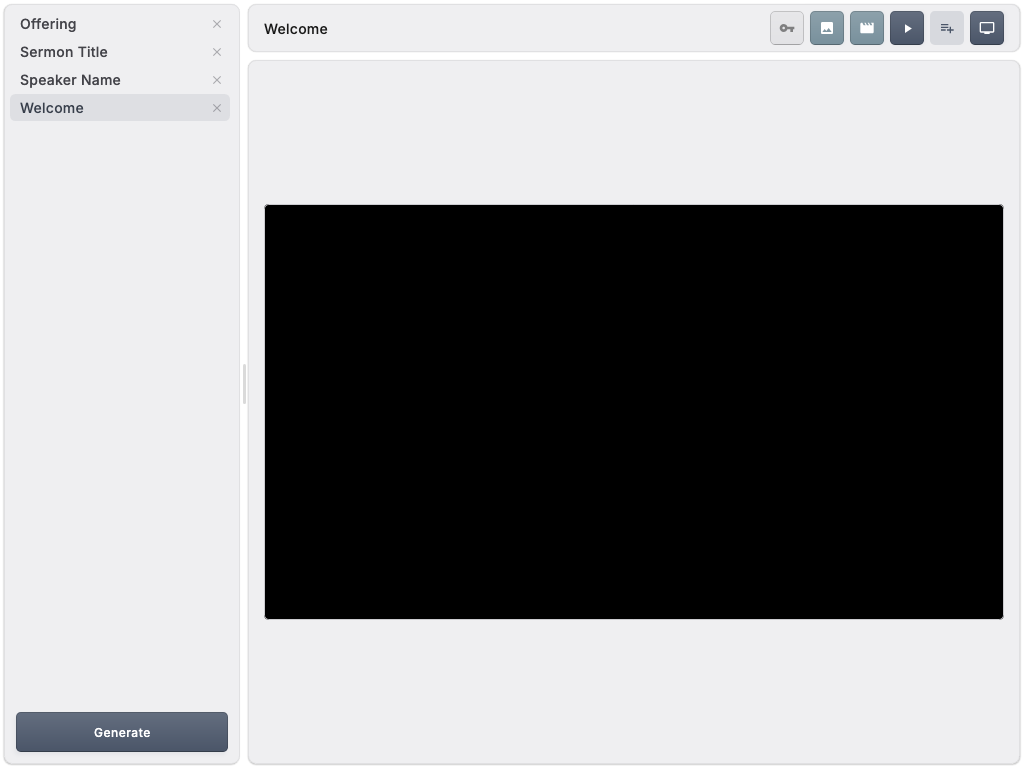 Offering
Sermon Title
Speaker Name
Welcome
Generate
Welcome